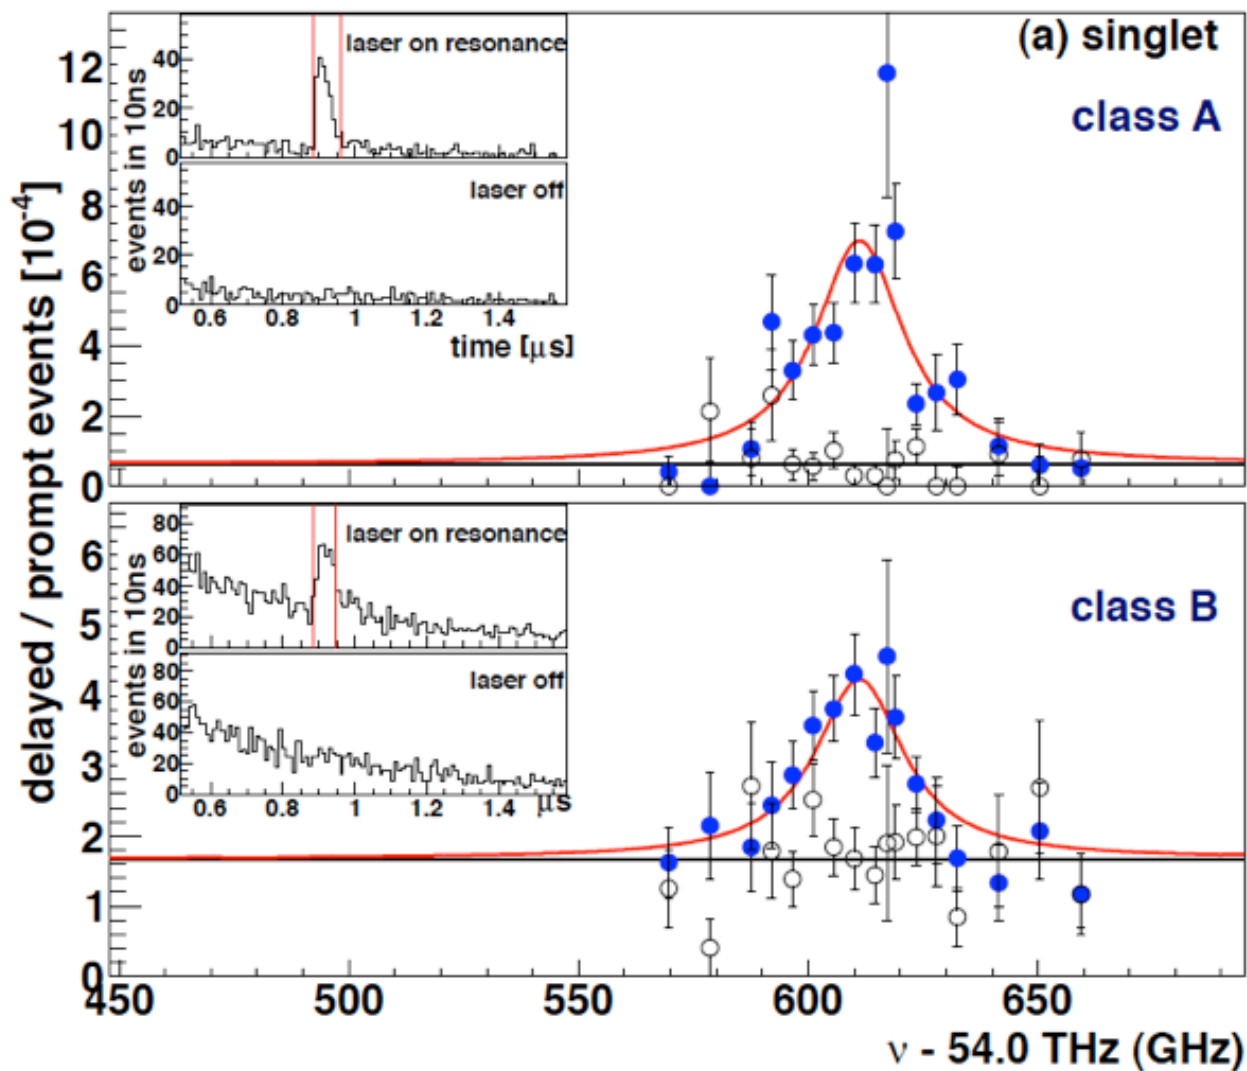 (a) singlet
class A
delayed / prompt events [10⁻⁴]
12
10
8
6
4
2
0
events in 10ns
laser on resonance
40
20
0
laser off
40
20
0
0.6 0.8 1 1.2 1.4
time [μs]
class B
6
5
4
3
2
1
0
events in 10ns
laser on resonance
80
60
40
20
0
laser off
80
60
40
20
0
0.6 0.8 1 1.2 1.4
μs
450 500 550 600 650
ν - 54.0 THz (GHz)